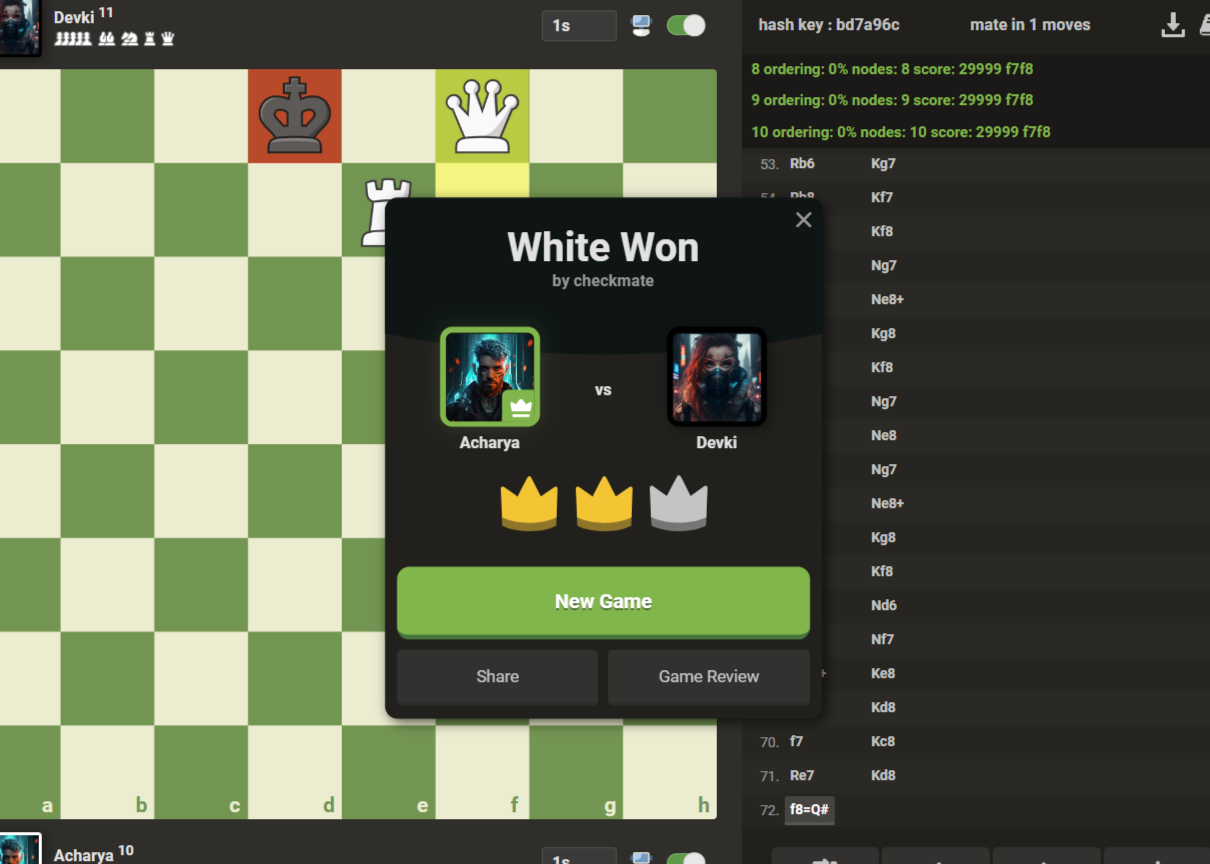 Devki 11
1s
hash key : bd7a96c
mate in 1 moves
8 ordering: 0% nodes: 8 score: 29999 f7f8
9 ordering: 0% nodes: 9 score: 29999 f7f8
10 ordering: 0% nodes: 10 score: 29999 f7f8
53. Rb6 Kg7
54. Rb8 Kf7
Kf8
Ng7
Ne8+
Kg8
Kf8
Ng7
Ne8
Ng7
Ne8+
Kg8
Kf8
Nd6
Nf7
+ Ke8
Kd8
70. f7 Kc8
71. Re7 Kd8
72. f8=Q#
White Won
by checkmate
vs
Acharya Devki
New Game
Share Game Review
a b c d e f g h
Acharya 10
1s